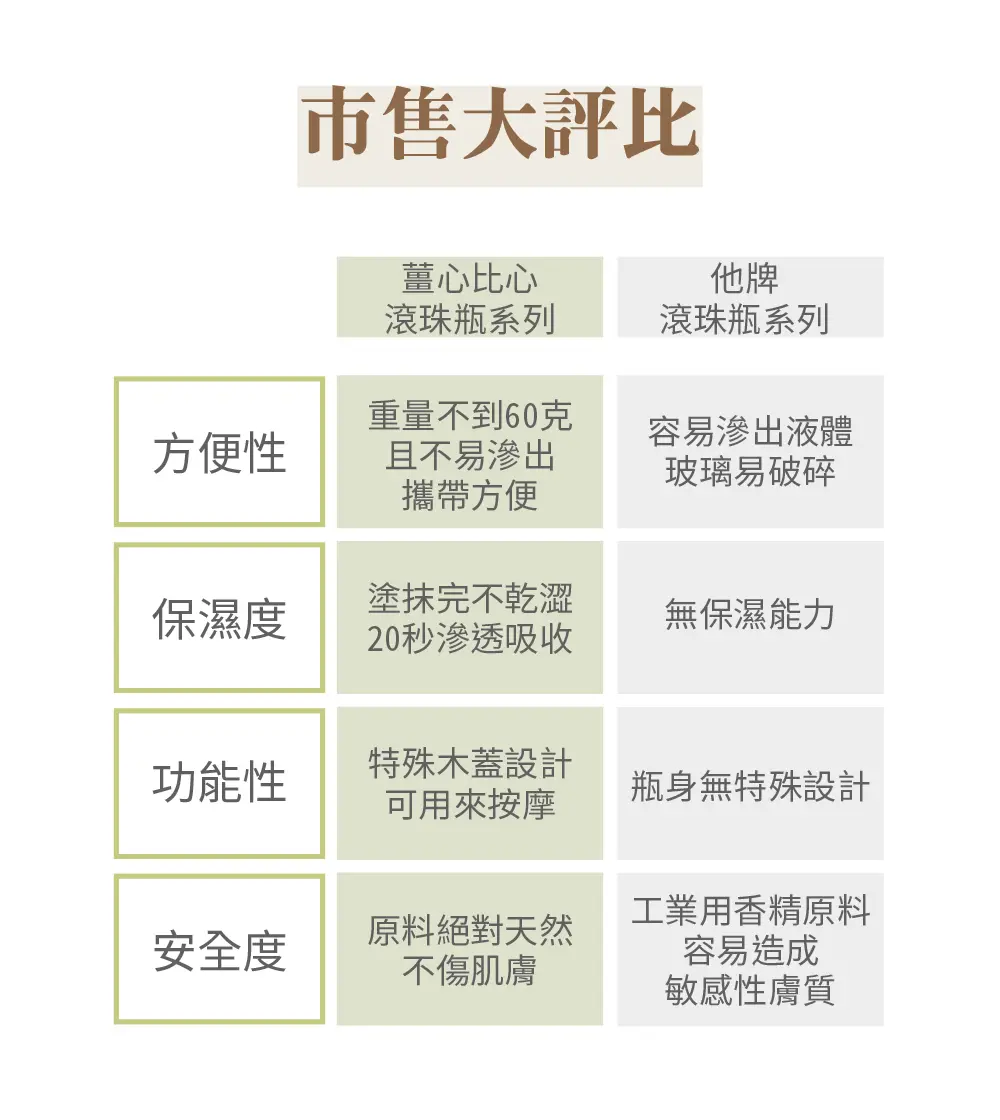 市售大評比
薑心比心
滾珠瓶系列
他牌
滾珠瓶系列
方便性
重量不到60克
且不易滲出
攜帶方便
容易滲出液體
玻璃易破碎
保濕度
塗抹完不乾澀
20秒滲透吸收
無保濕能力
功能性
特殊木蓋設計
可用來按摩
瓶身無特殊設計
安全度
原料絕對天然
不傷肌膚
工業用香精原料
容易造成
敏感性膚質